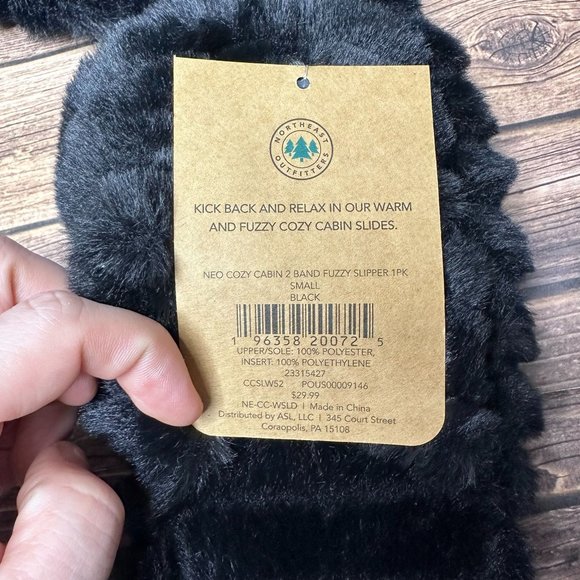 NORTHEAST
OUTFITTERS
KICK BACK AND RELAX IN OUR WARM
AND FUZZY COZY CABIN SLIDES.
NEO COZY CABIN 2 BAND FUZZY SLIPPER 1PK
SMALL
BLACK
1 96358 20072 5
UPPER/SOLE: 100% POLYESTER,
INSERT: 100% POLYETHYLENE
23315427
CCSLW52 POUS00009146
$29.99
NE-CC-WSLD | Made in China
Distributed by ASL, LLC | 345 Court Street
Coraopolis, PA 15108